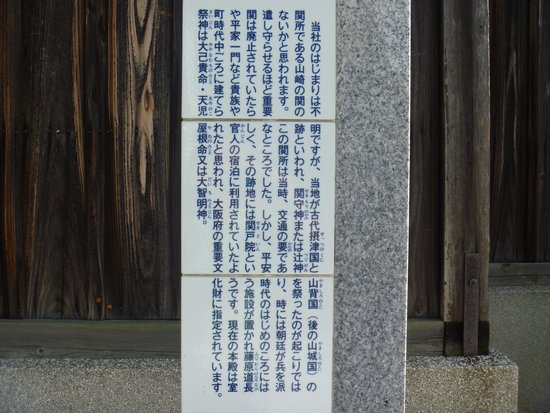 当社のはじまりは不明ですが、当地が古代摂津国と山背国（後の山城国）の
関所である山崎の関の跡といわれ、関守神または辻神を祭ったのが起こりでは
ないかと思われます。この関所は当時、交通の要であり、時には朝廷が兵を派
遣し守らせるほど重要なところでした。しかし、平安時代のはじめのころには
関は廃止されていたらしく、その跡地には関戸院という施設が置かれ藤原道長
や平家一門など貴族や官人の宿泊に利用されていたようです。現在の本殿は室
町時代中ごろに建てられたと思われ、大阪府の重要文化財に指定されています。
祭神は大己貴命・天児屋根命又は大智明神。